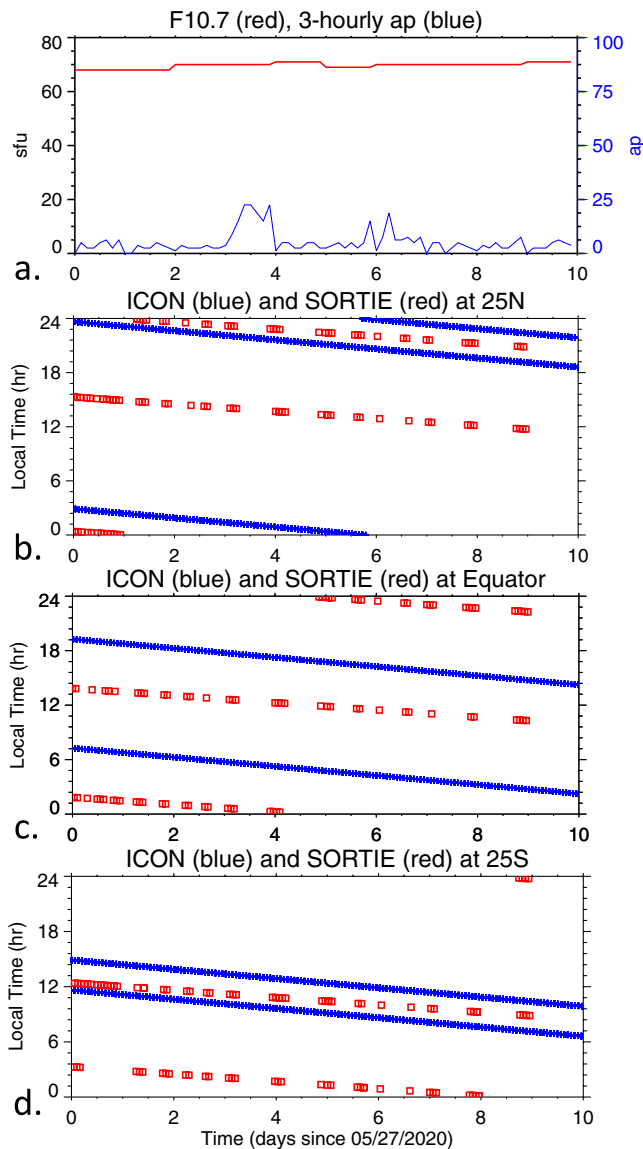 F10.7 (red), 3-hourly ap (blue)
80 100
60 75
40 50
20 25
0 0
sfu
ap
0 2 4 6 8 10
a.
ICON (blue) and SORTIE (red) at 25N
24
18
12
6
0
Local Time (hr)
0 2 4 6 8 10
b.
ICON (blue) and SORTIE (red) at Equator
24
18
12
6
0
Local Time (hr)
0 2 4 6 8 10
c.
ICON (blue) and SORTIE (red) at 25S
24
18
12
6
0
Local Time (hr)
0 2 4 6 8 10
d.
Time (days since 05/27/2020)